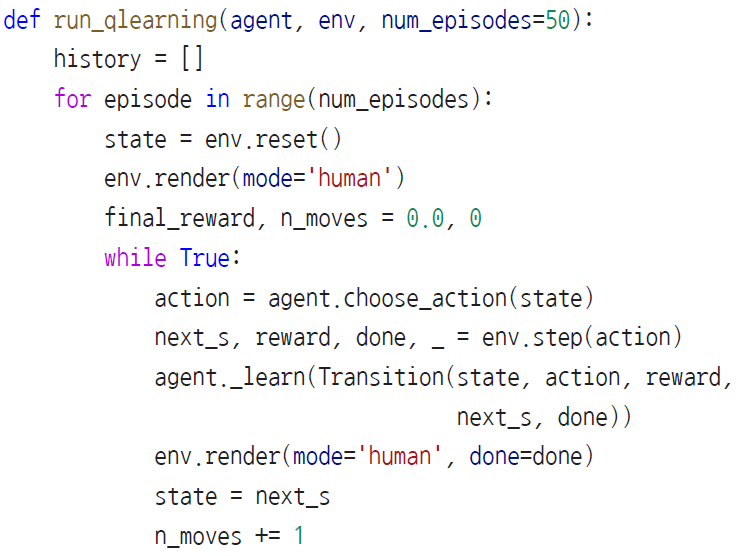 def run_qlearning(agent, env, num_episodes=50):
    history = []
    for episode in range(num_episodes):
        state = env.reset()
        env.render(mode='human')
        final_reward, n_moves = 0.0, 0
        while True:
            action = agent.choose_action(state)
            next_s, reward, done, _ = env.step(action)
            agent._learn(Transition(state, action, reward,
                                    next_s, done))
            env.render(mode='human', done=done)
            state = next_s
            n_moves += 1